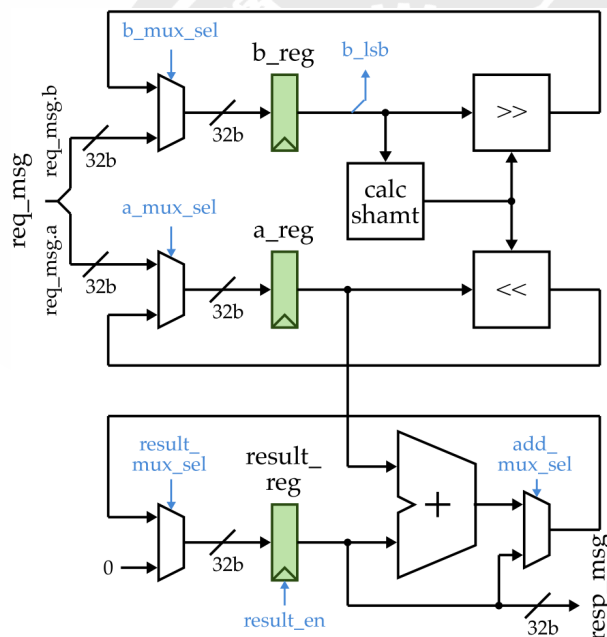 b_mux_sel
b_reg
b_lsb
>>
req_msg.b
32b
32b
calc
shamt
req_msg
a_mux_sel
a_reg
req_msg.a
32b
32b
<<
result_
mux_sel
result_
reg
add_
mux_sel
+
0
32b
result_en
32b
resp_msg